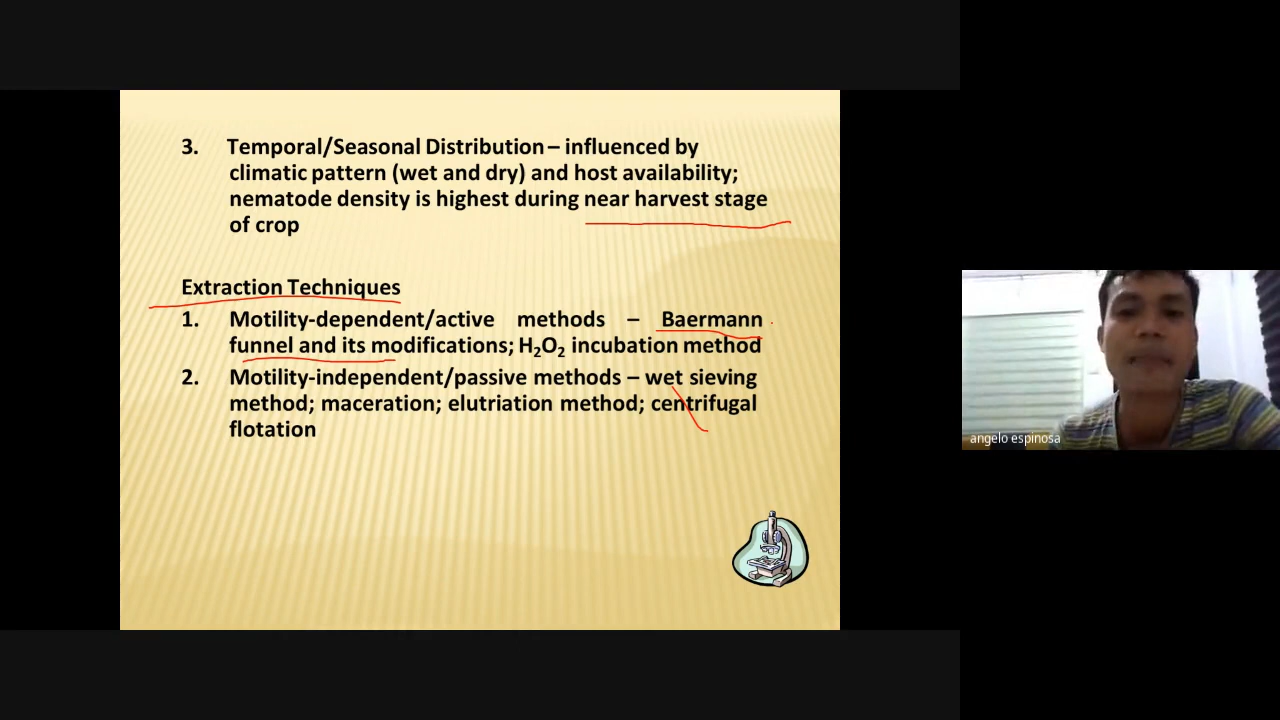 3. Temporal/Seasonal Distribution – influenced by
climatic pattern (wet and dry) and host availability;
nematode density is highest during near harvest stage
of crop
Extraction Techniques
1. Motility-dependent/active methods – Baermann
funnel and its modifications; H₂O₂ incubation method
2. Motility-independent/passive methods – wet sieving
method; maceration; elutriation method; centrifugal
flotation
angelo espinosa